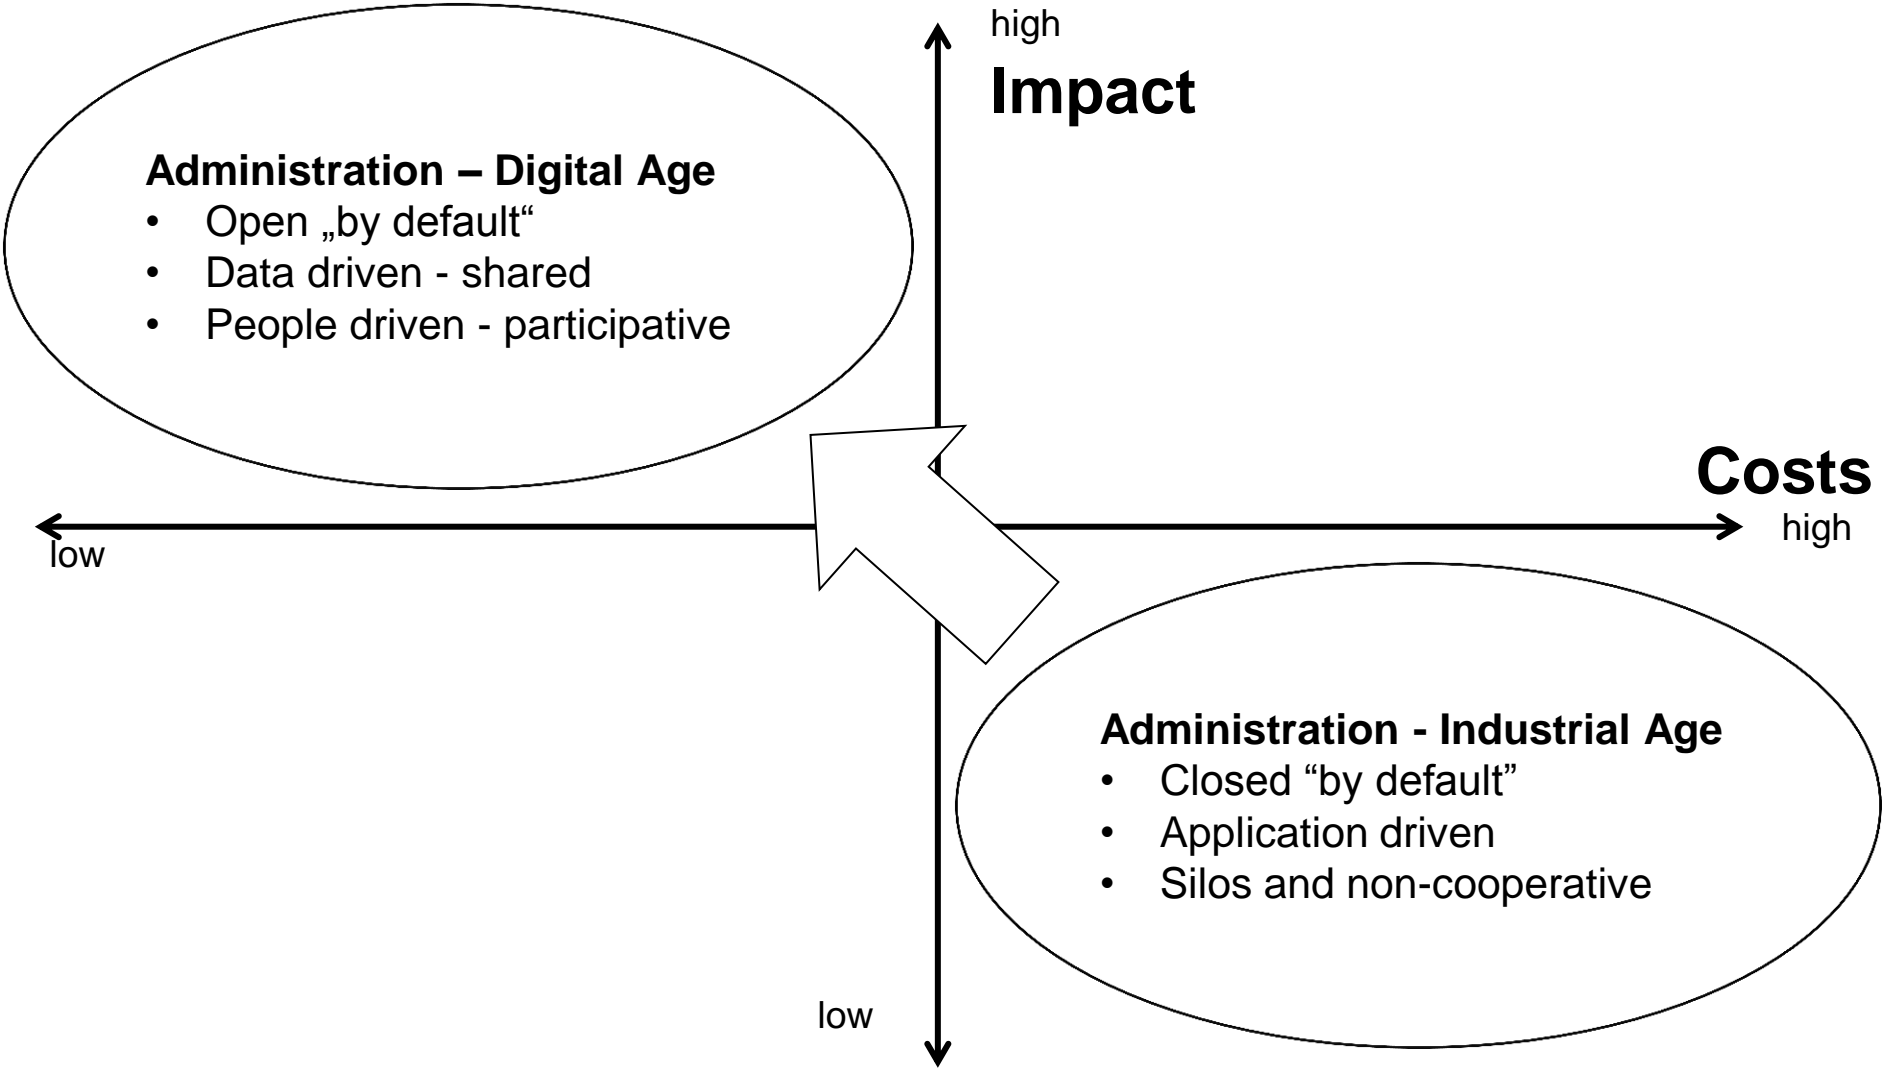 high
Impact
Administration – Digital Age
• Open „by default“
• Data driven - shared
• People driven - participative
Costs
high
low
Administration - Industrial Age
• Closed “by default”
• Application driven
• Silos and non-cooperative
low